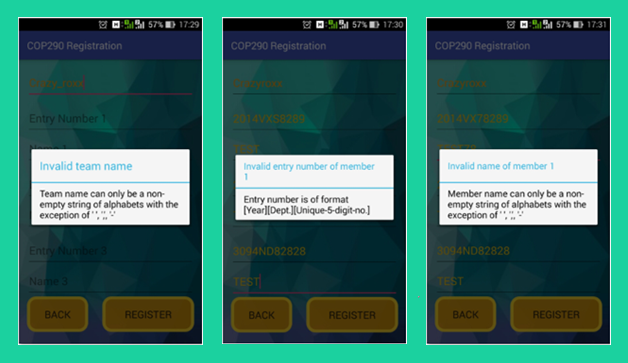 57% 17:29
COP290 Registration
Entry Number 1
Invalid team name
Team name can only be a non-
empty string of alphabets with the
exception of ' ', ';', '-'
Entry Number 3
Name 3
BACK
REGISTER
57% 17:30
COP290 Registration
2014VXS8289
TEST
Invalid entry number of member
1
Entry number is of format
[Year][Dept.][Unique-5-digit-no.]
3094ND82828
TEST
BACK
REGISTER
57% 17:31
COP290 Registration
2014VX78289
Invalid name of member 1
Member name can only be a non-
empty string of alphabets with the
exception of ' ', ';', '-'
3094ND82828
TEST
BACK
REGISTER